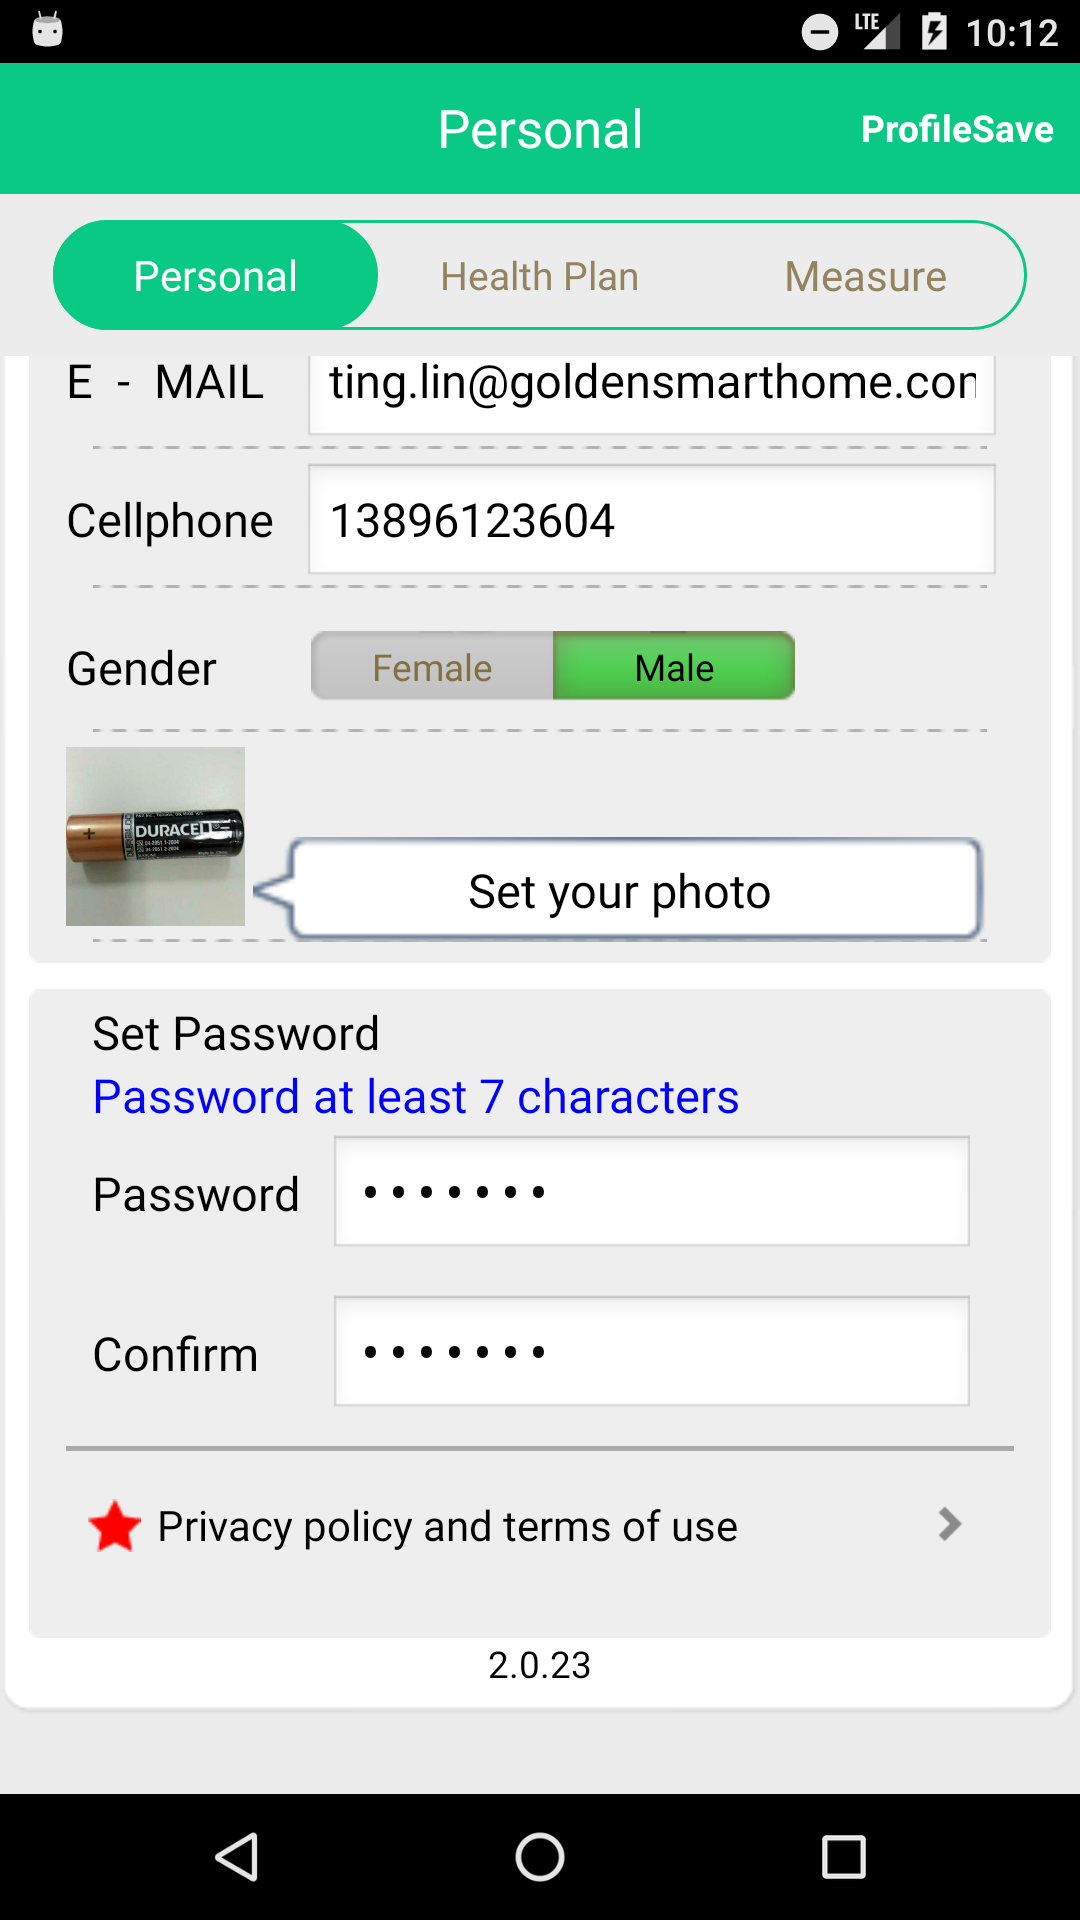 LTE 10:12
Personal ProfileSave
Personal Health Plan Measure
E - MAIL ting.lin@goldensmarthome.con
Cellphone 13896123604
Gender Female Male
DURACELL
Set your photo
Set Password
Password at least 7 characters
Password •••••••
Confirm •••••••
Privacy policy and terms of use
2.0.23